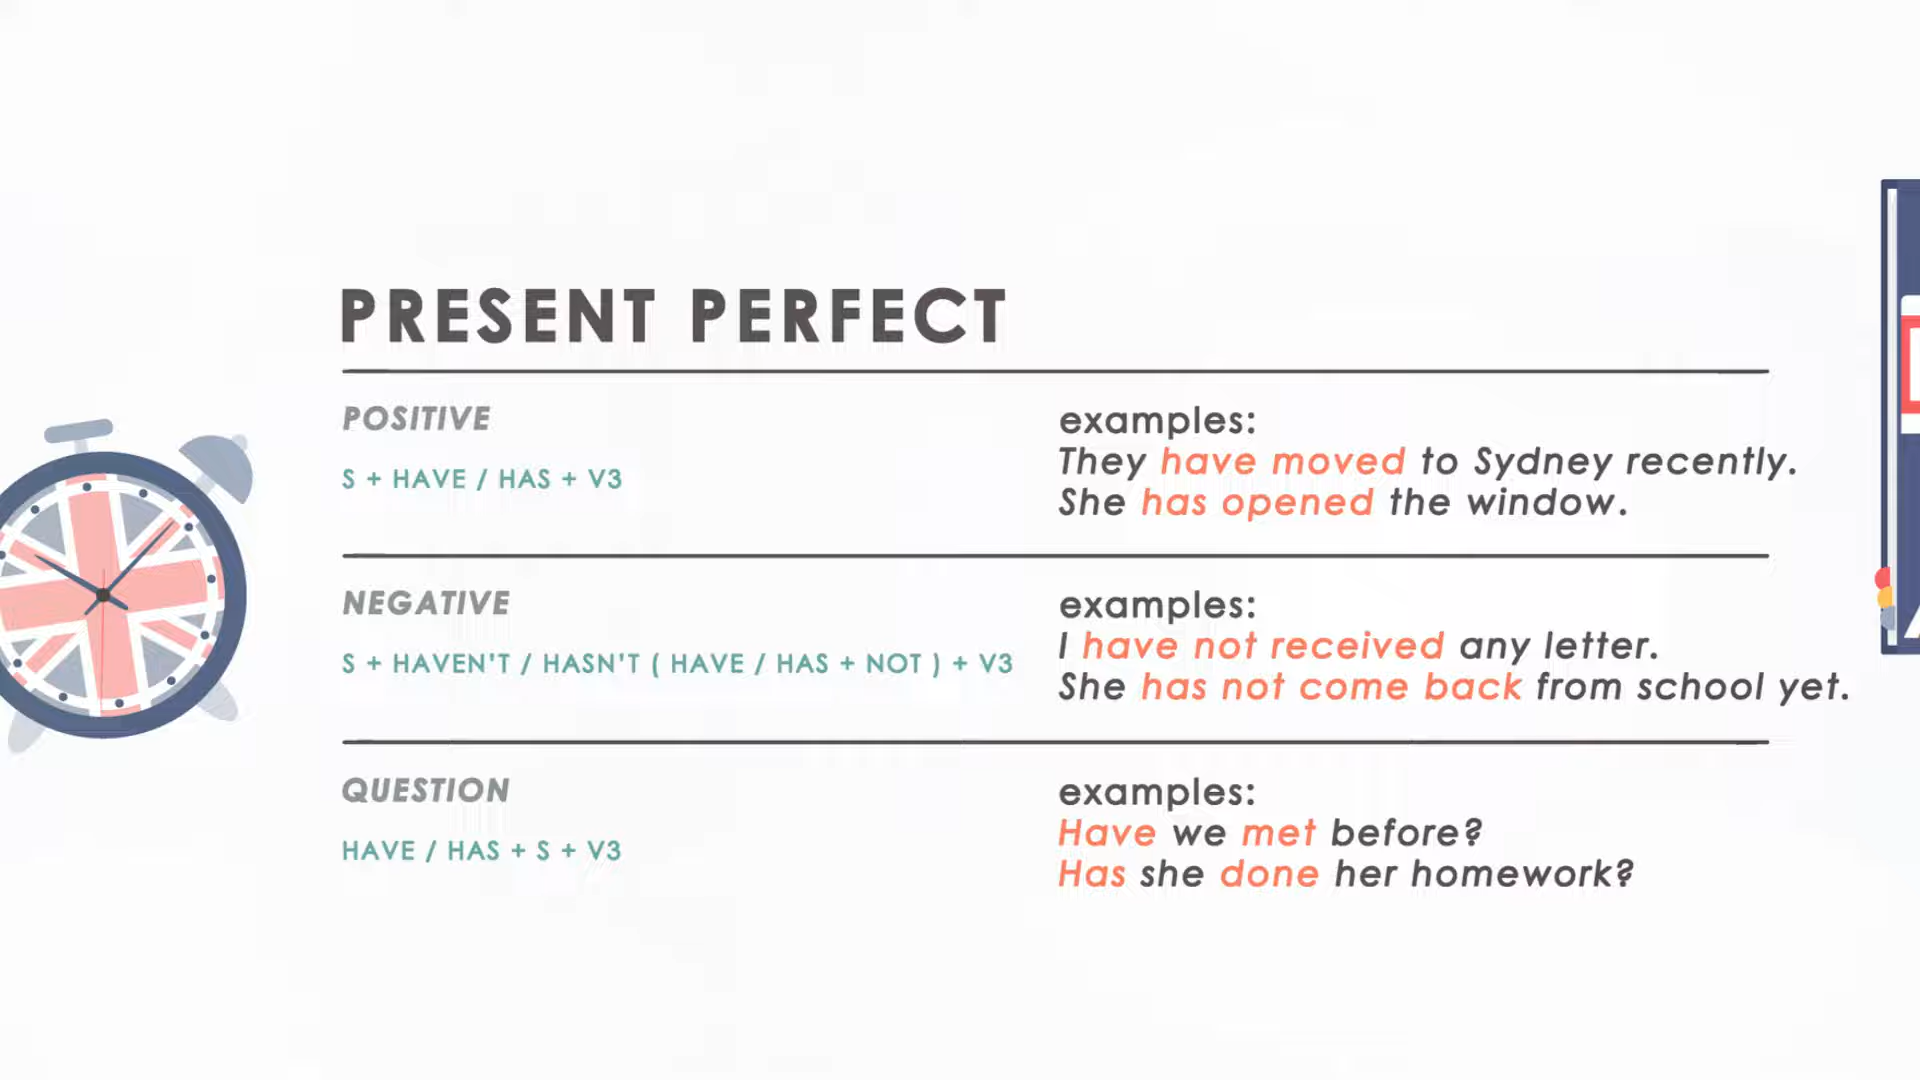 PRESENT PERFECT
POSITIVE
S + HAVE / HAS + V3
examples:
They have moved to Sydney recently.
She has opened the window.
NEGATIVE
S + HAVEN'T / HASN'T ( HAVE / HAS + NOT ) + V3
examples:
I have not received any letter.
She has not come back from school yet.
QUESTION
HAVE / HAS + S + V3
examples:
Have we met before?
Has she done her homework?